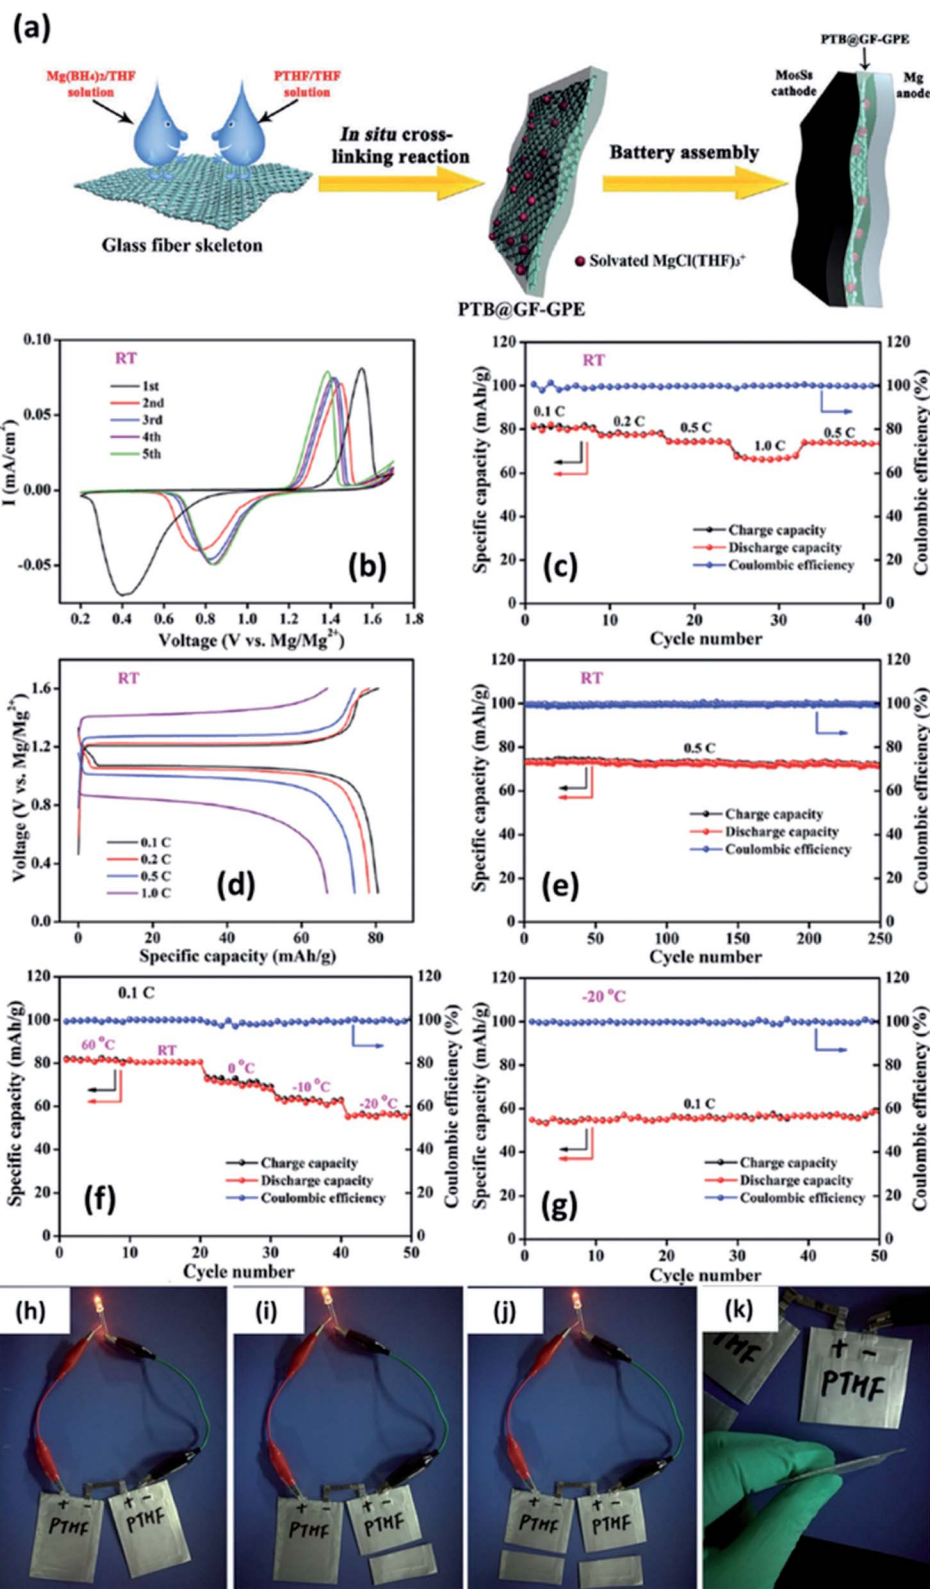 (a)
Mg(BH₄)₂/THF
solution
PTHF/THF
solution
In situ cross-
linking reaction
Glass fiber skeleton
PTB@GF-GPE
Solvated MgCl(THF)₃⁺
Battery assembly
PTB@GF-GPE
Mo₆S₈
cathode
Mg
anode
RT
1st
2nd
3rd
4th
5th
(b)
I (mA/cm²)
0.10
0.05
0.00
-0.05
0.2 0.4 0.6 0.8 1.0 1.2 1.4 1.6 1.8
Voltage (V vs. Mg/Mg²⁺)
RT
0.1 C
0.2 C
0.5 C
1.0 C
0.5 C
Charge capacity
Discharge capacity
Coulombic efficiency
(c)
Specific capacity (mAh/g)
120
100
80
60
40
20
0
Coulombic efficiency (%)
120
100
80
60
40
20
0
0 10 20 30 40
Cycle number
RT
0.1 C
0.2 C
0.5 C
1.0 C
(d)
Voltage (V vs. Mg/Mg²⁺)
1.6
1.2
0.8
0.4
0.0
0 20 40 60 80
Specific capacity (mAh/g)
RT
0.5 C
Charge capacity
Discharge capacity
Coulombic efficiency
(e)
Specific capacity (mAh/g)
120
100
80
60
40
20
0
Coulombic efficiency (%)
120
100
80
60
40
20
0
0 50 100 150 200 250
Cycle number
0.1 C
60 °C
RT
0 °C
-10 °C
-20 °C
Charge capacity
Discharge capacity
Coulombic efficiency
(f)
Specific capacity (mAh/g)
120
100
80
60
40
20
0
Coulombic efficiency (%)
120
100
80
60
40
20
0
0 10 20 30 40 50
Cycle number
-20 °C
0.1 C
Charge capacity
Discharge capacity
Coulombic efficiency
(g)
Specific capacity (mAh/g)
120
100
80
60
40
20
0
Coulombic efficiency (%)
120
100
80
60
40
20
0
0 10 20 30 40 50
Cycle number
(h)
+ -
PTHF
+ -
PTHF
(i)
+ -
PTHF
+ -
PTHF
(j)
+ -
PTHF
+ -
PTHF
(k)
THF
+ -
PTHF